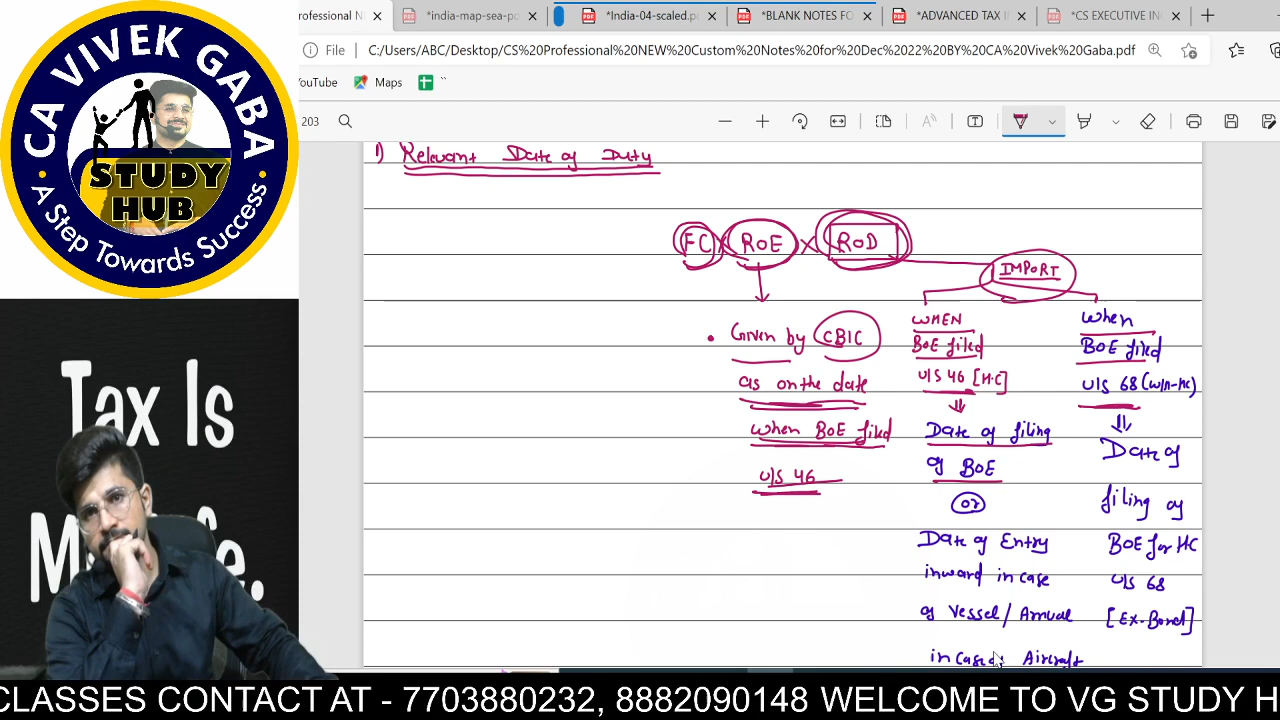 rofessional N
*india-map-sea-po
*India-04-scaled.p
*BLANK NOTES FO
*ADVANCED TAX L
*CS EXECUTIVE IN
File
C:/Users/ABC/Desktop/CS%20Professional%20NEW%20Custom%20Notes%20for%20Dec%2022%20BY%20CA%20Vivek%20Gaba.pdf
ouTube
Maps
203
CA VIVEK GABA
STUDY
HUB
A Step Towards Success
1) Relevant Date of Duty
FC x RoE x RoD
IMPORT
• Given by CBIC
as on the date
when BoE filed
U/S 46
WHEN
BoE filed
U/S 46 [H.C]
Date of filing
of BoE
or
Date of Entry
inward in case
of Vessel/Arrival
in case of Aircraft
When
BoE filed
U/S 68 (W/H-HC)
Date of
filing of
BoE for HC
U/S 68
[Ex-Bond]
Tax Is
CLASSES CONTACT AT - 7703880232, 8882090148 WELCOME TO VG STUDY H